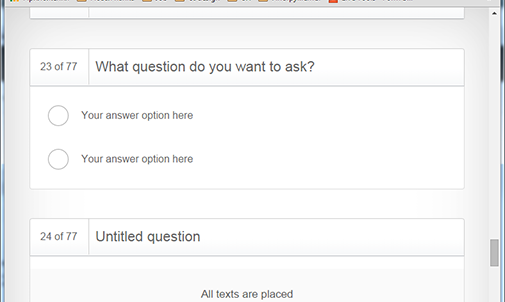 23 of 77 What question do you want to ask?
Your answer option here
Your answer option here
24 of 77 Untitled question
All texts are placed